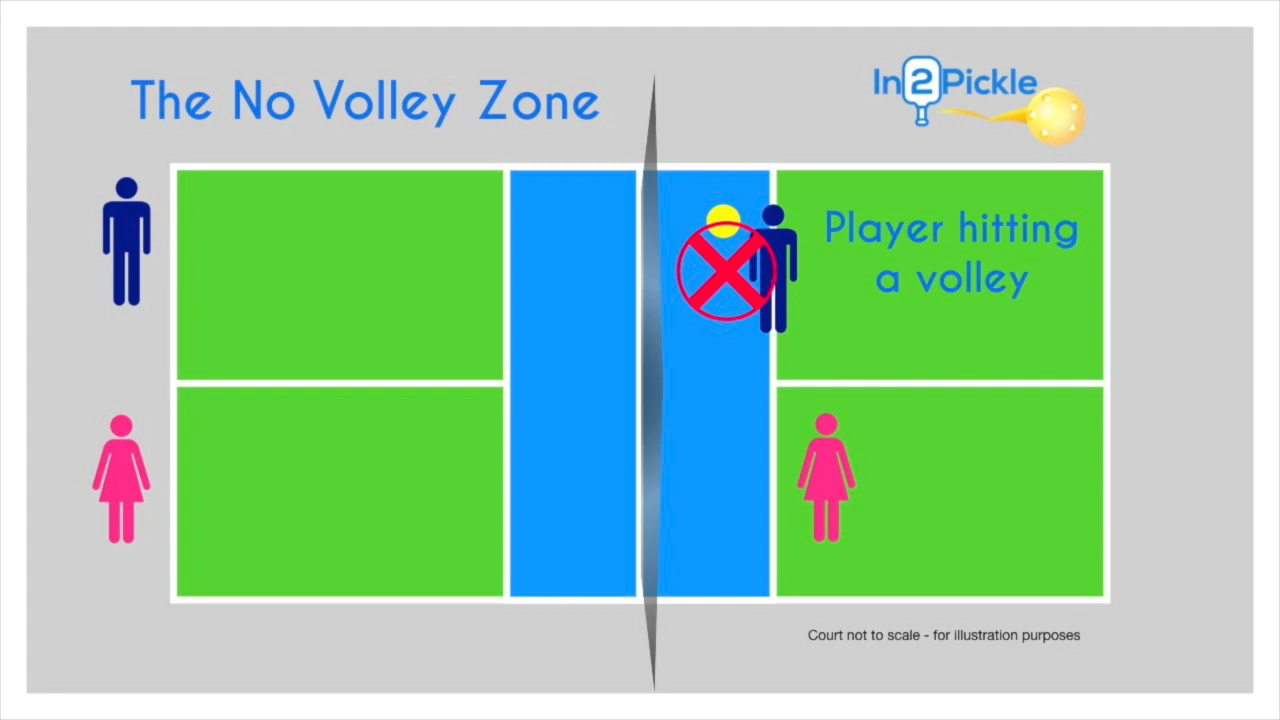 The No Volley Zone
In2Pickle
Player hitting
a volley
Court not to scale - for illustration purposes